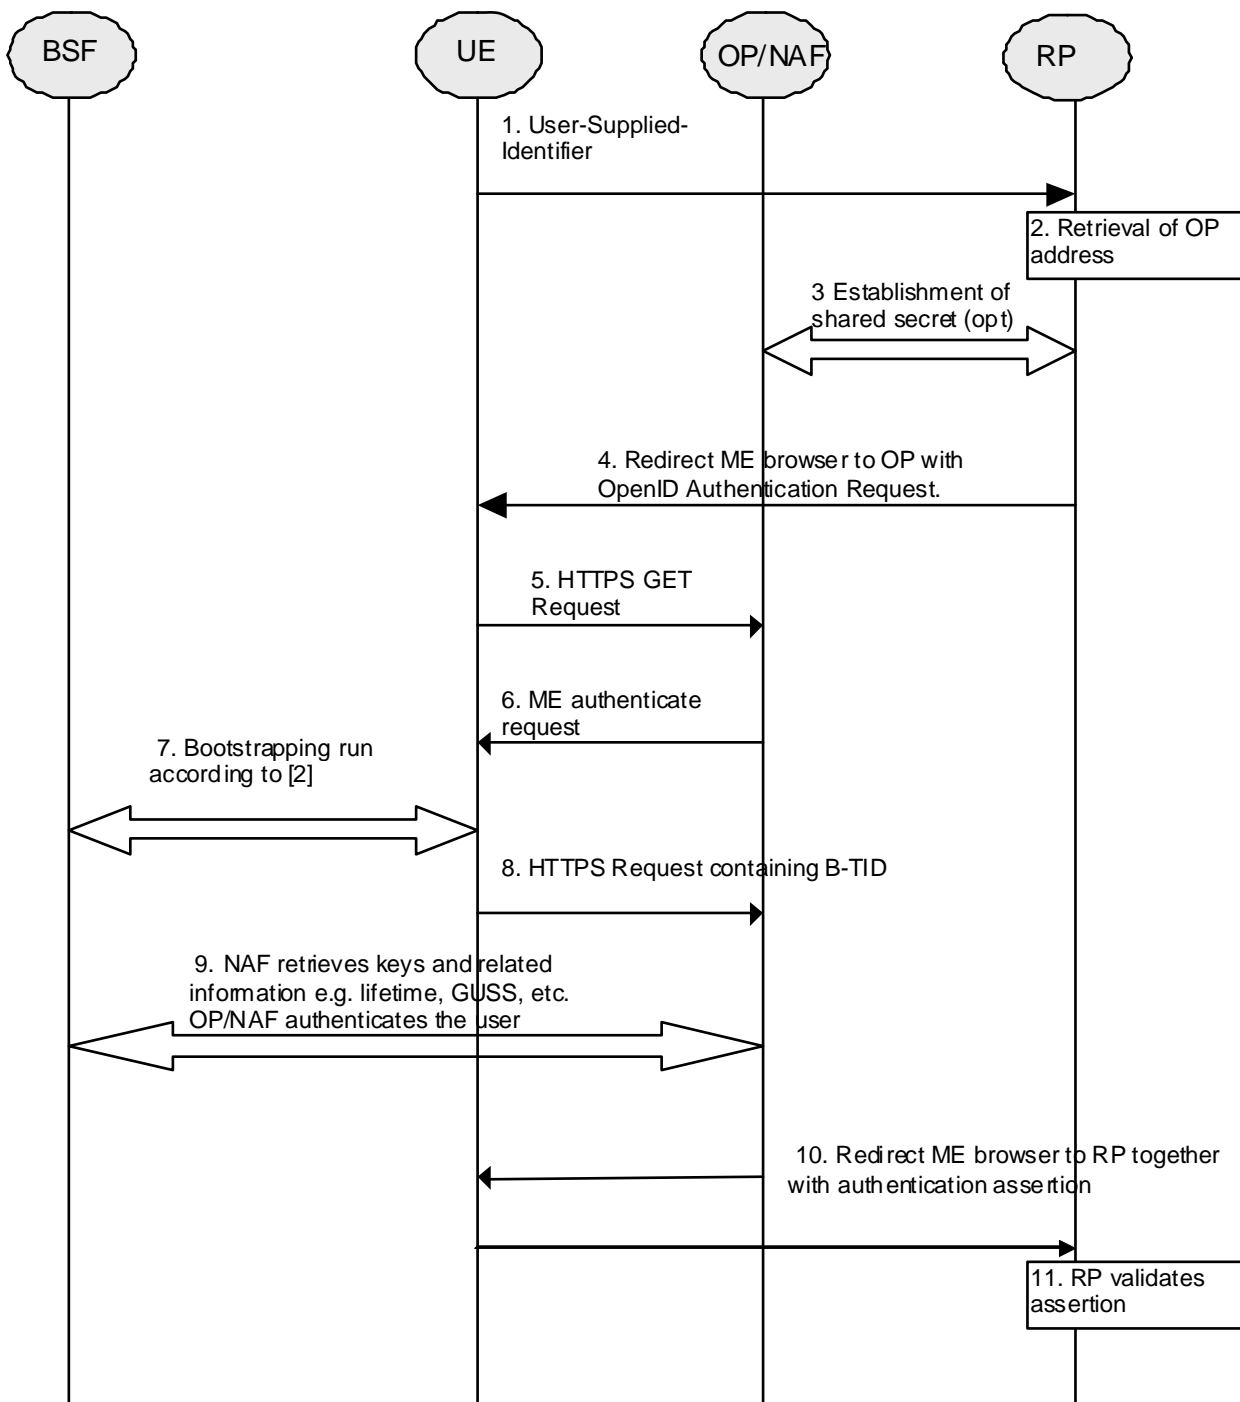 BSF
UE
OP/NAF
RP
1. User-Supplied-
Identifier
2. Retrieval of OP
address
3 Establishment of
shared secret (opt)
4. Redirect ME browser to OP with
OpenID Authentication Request.
5. HTTPS GET
Request
6. ME authenticate
request
7. Bootstrapping run
according to [2]
8. HTTPS Request containing B-TID
9. NAF retrieves keys and related
information e.g. lifetime, GUSS, etc.
OP/NAF authenticates the user
10. Redirect ME browser to RP together
with authentication assertion
11. RP validates
assertion